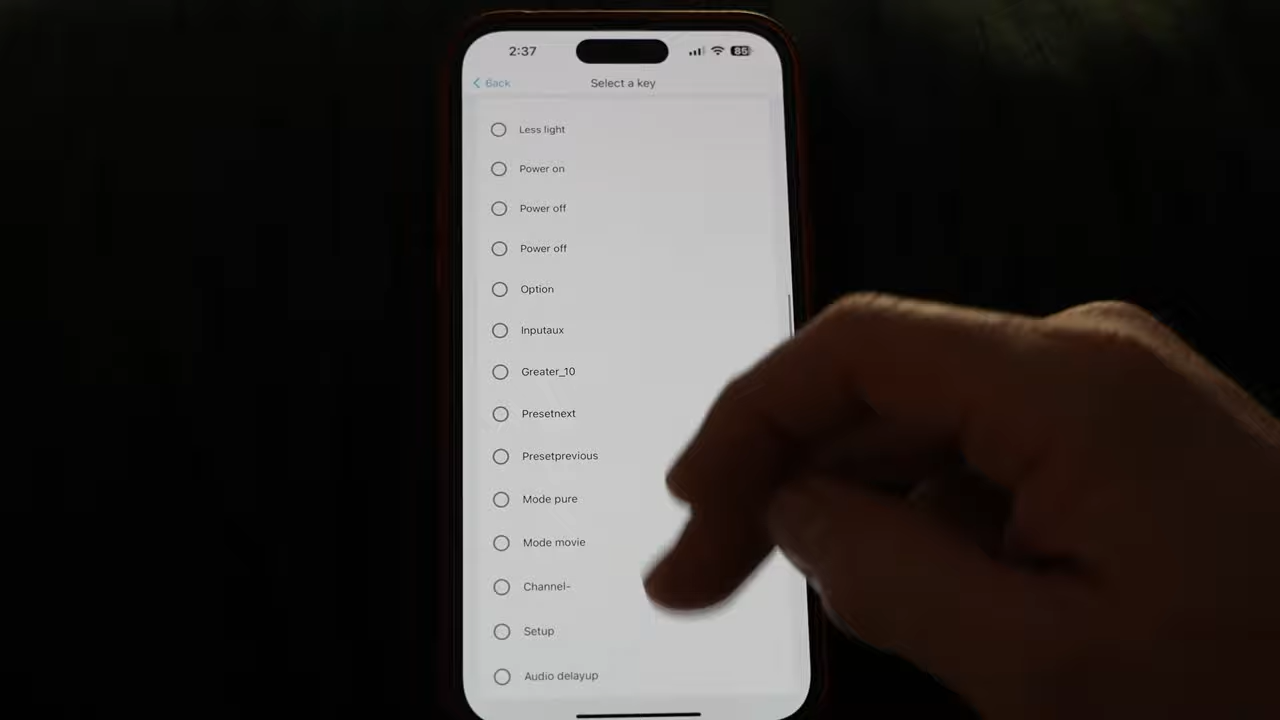 2:37
85
Back
Select a key
Less light
Power on
Power off
Power off
Option
Inputaux
Greater_10
Presetnext
Presetprevious
Mode pure
Mode movie
Channel-
Setup
Audio delayup